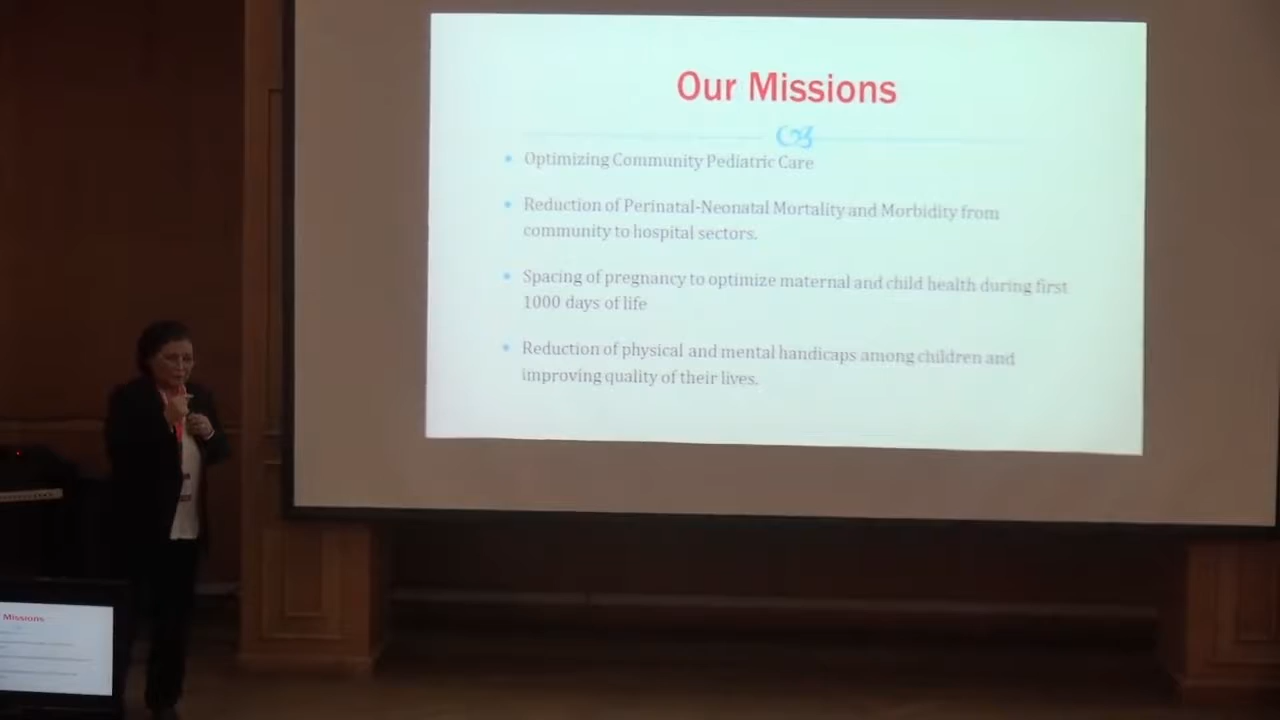 Our Missions
Optimizing Community Pediatric Care
Reduction of Perinatal-Neonatal Mortality and Morbidity from
community to hospital sectors.
Spacing of pregnancy to optimize maternal and child health during first
1000 days of life
Reduction of physical and mental handicaps among children and
improving quality of their lives.
Missions